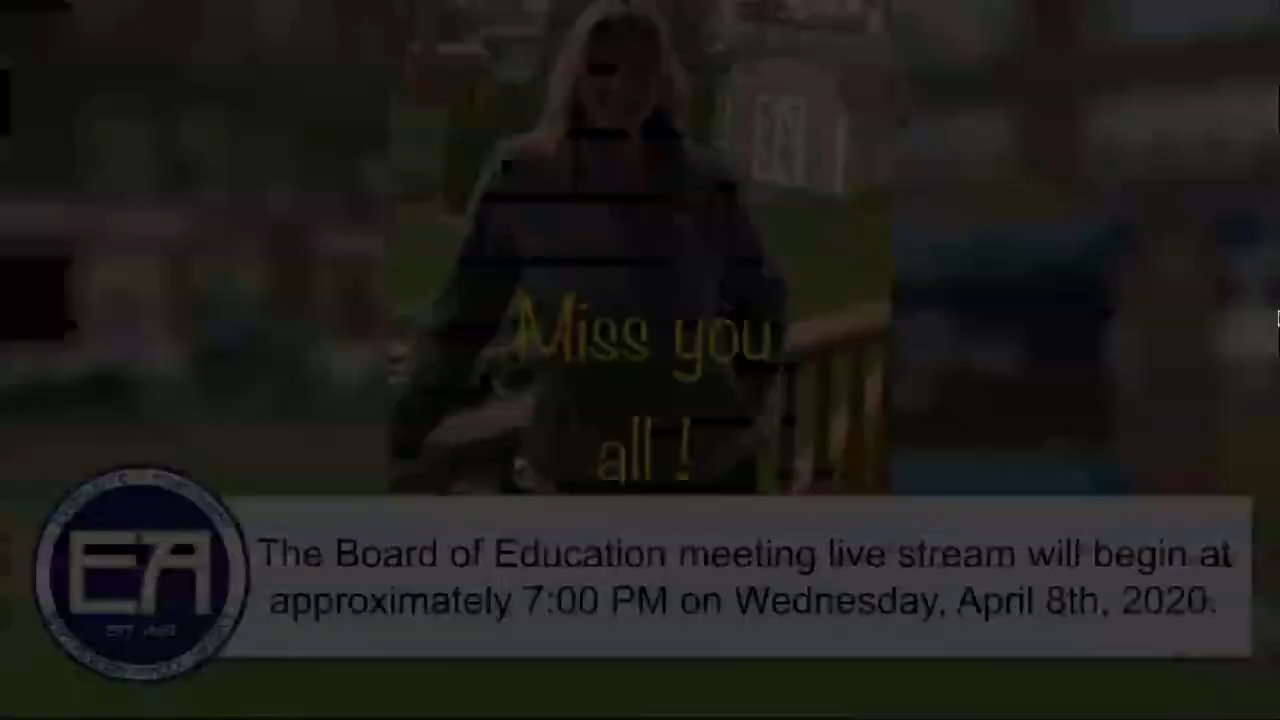 Miss you
all !
EA
The Board of Education meeting live stream will begin at
approximately 7:00 PM on Wednesday, April 8th, 2020.